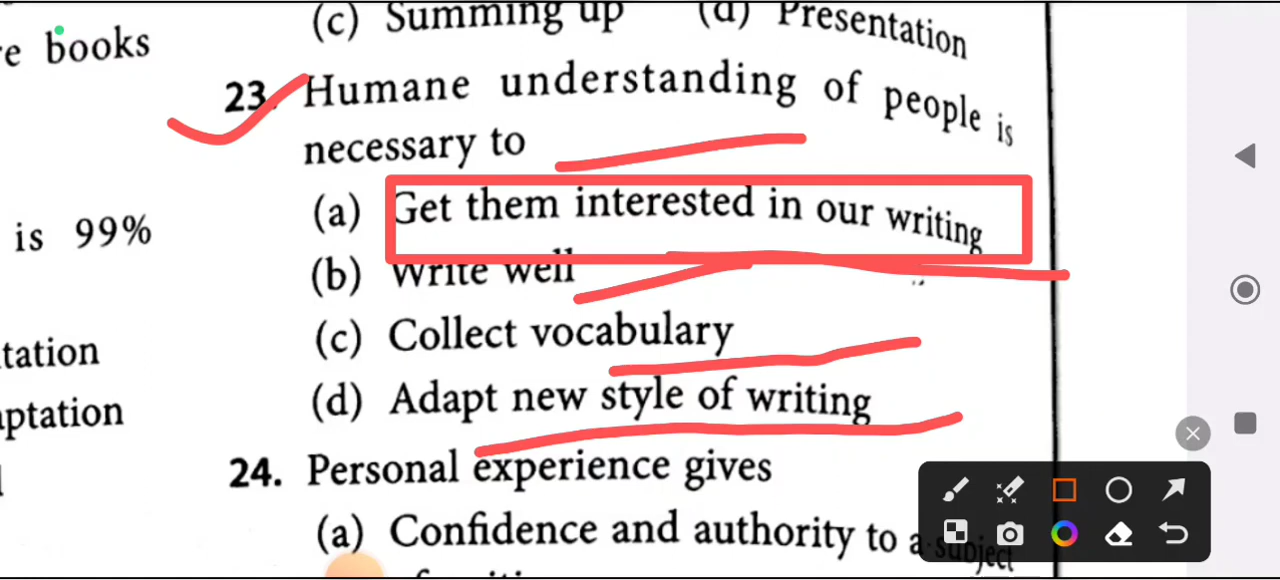 (c) Summing up (d) Presentation
books
23. Humane understanding of people is
necessary to
(a) Get them interested in our writing
is 99%
(b) Write well
(c) Collect vocabulary
tation
(d) Adapt new style of writing
aptation
24. Personal experience gives
(a) Confidence and authority to a subject